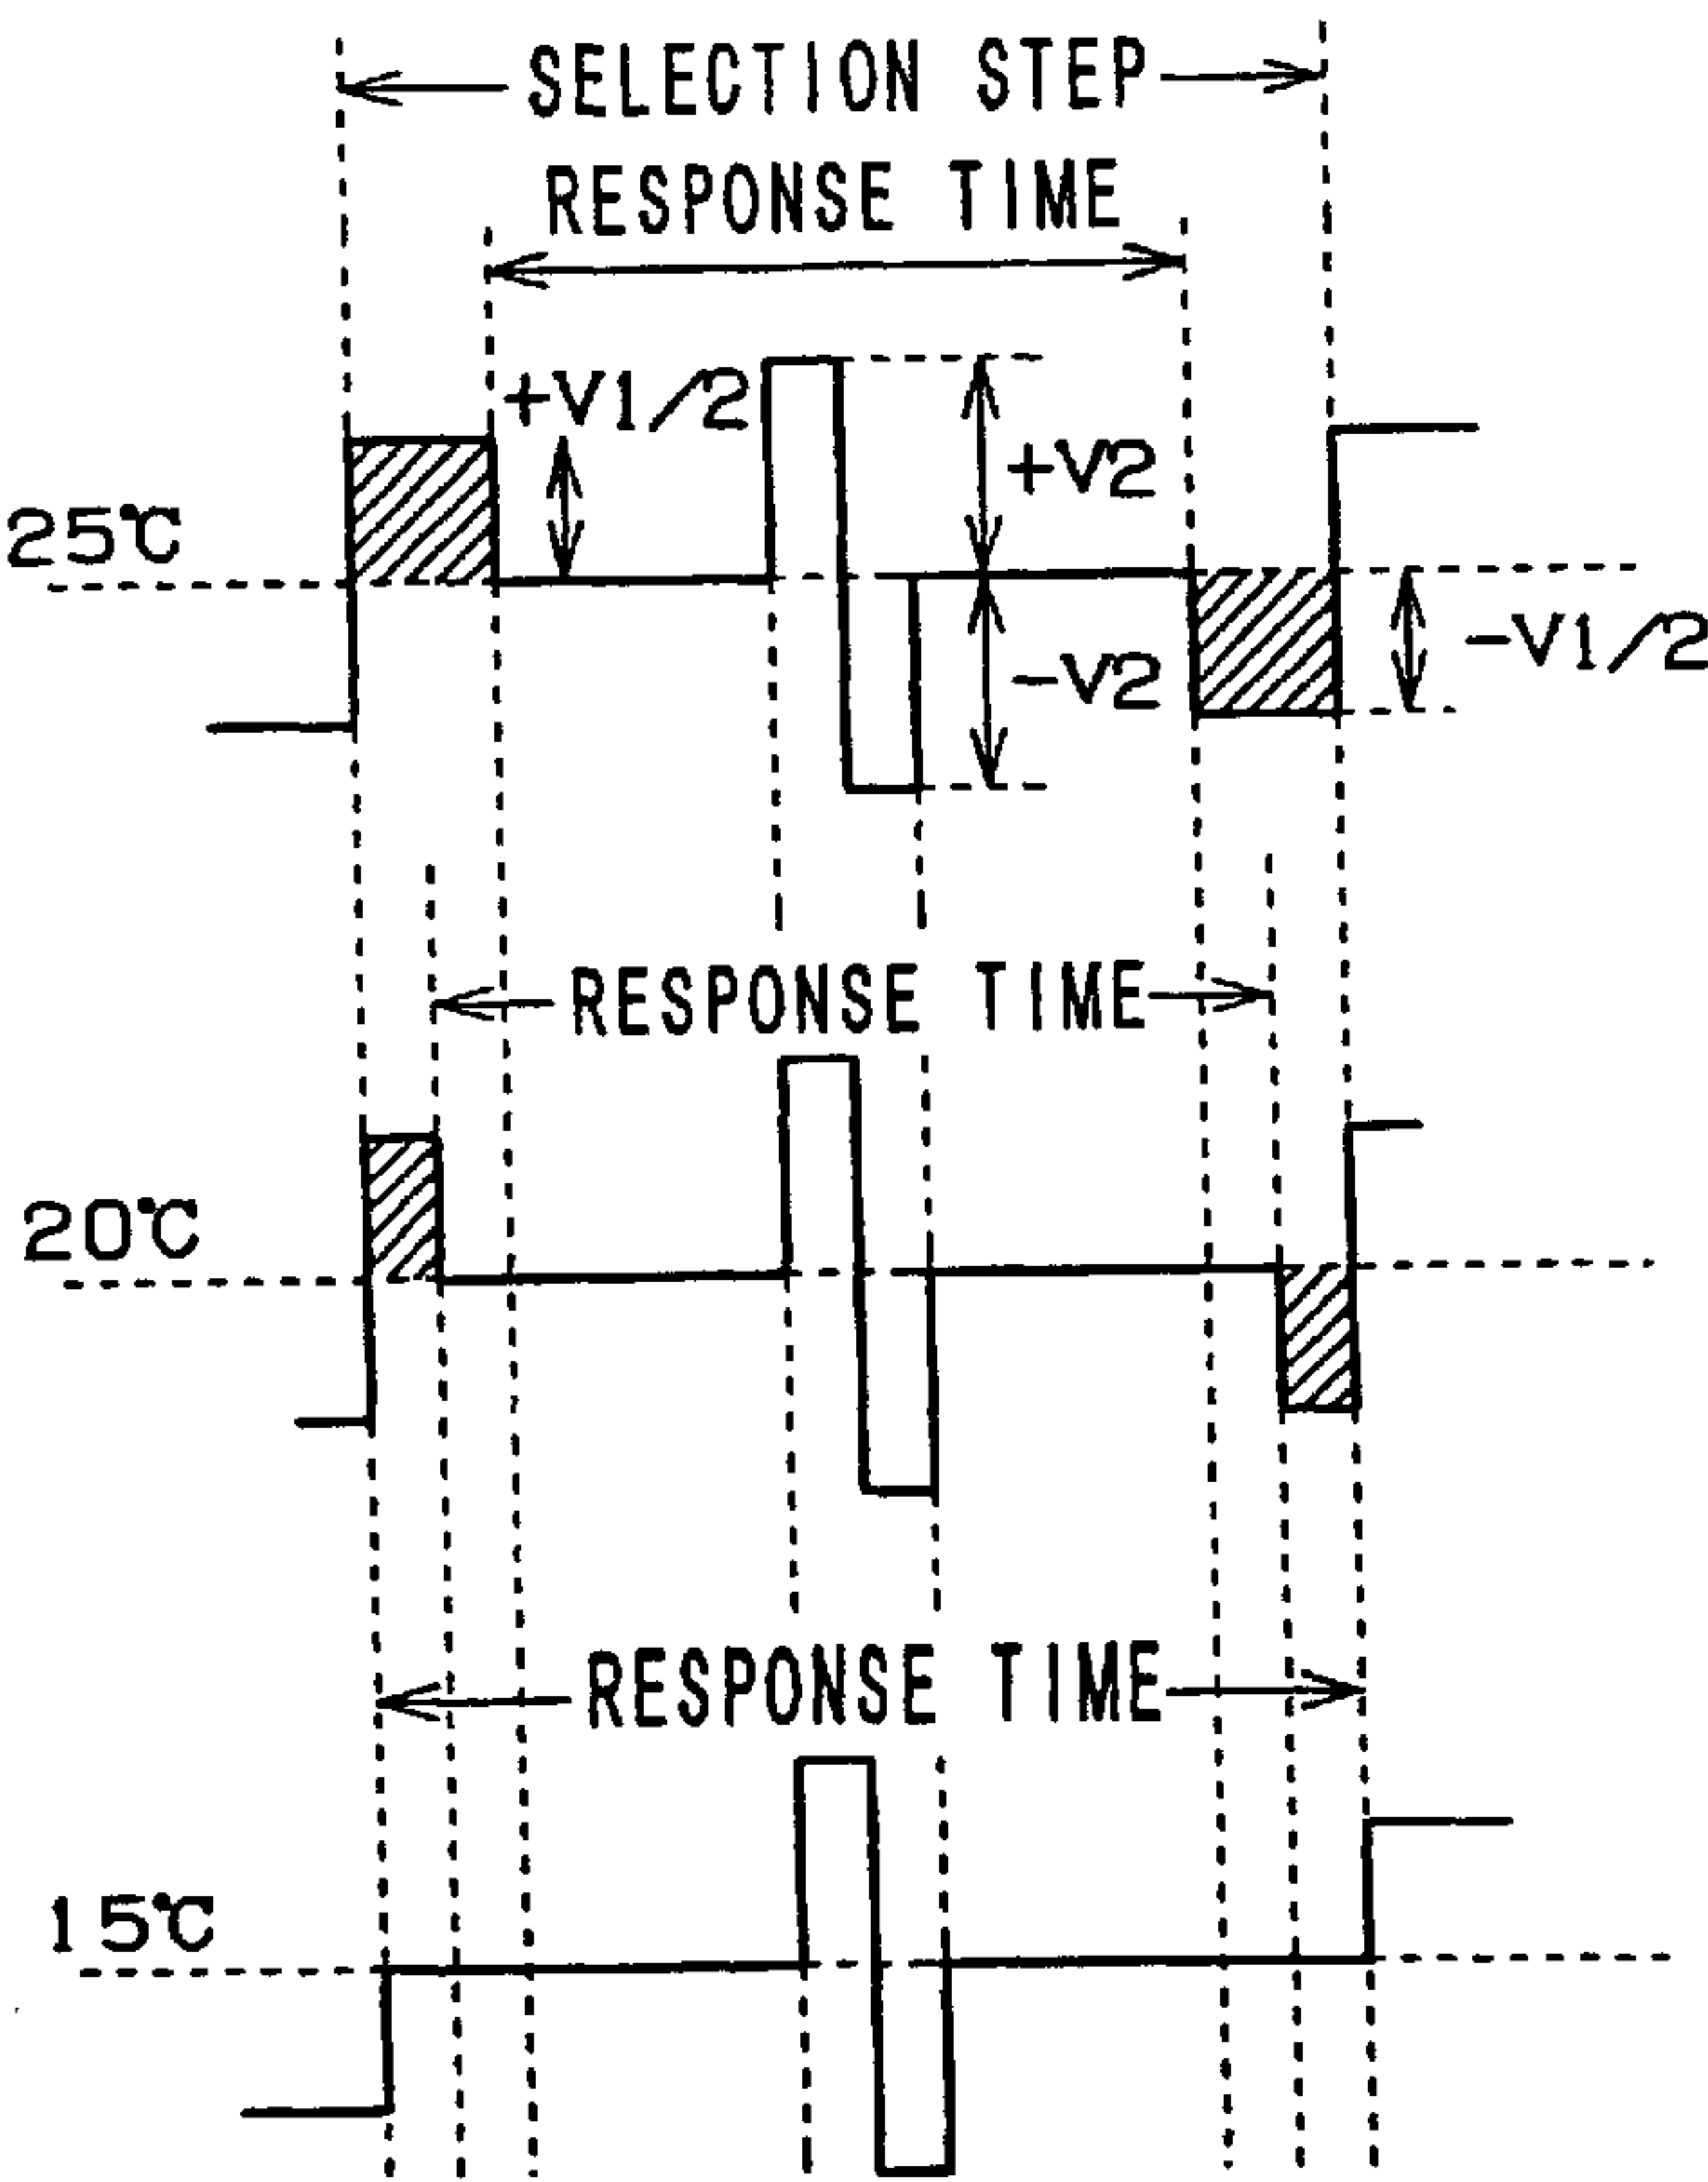 SELECTION STEP
RESPONSE TIME
+V1/2
+V2
25℃
-V2
-V1/2
RESPONSE TIME
20℃
RESPONSE TIME
15℃